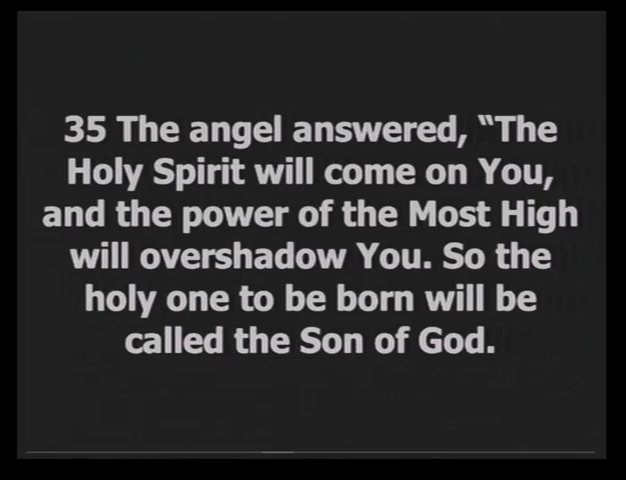 35 The angel answered, “The
Holy Spirit will come on You,
and the power of the Most High
will overshadow You. So the
holy one to be born will be
called the Son of God.